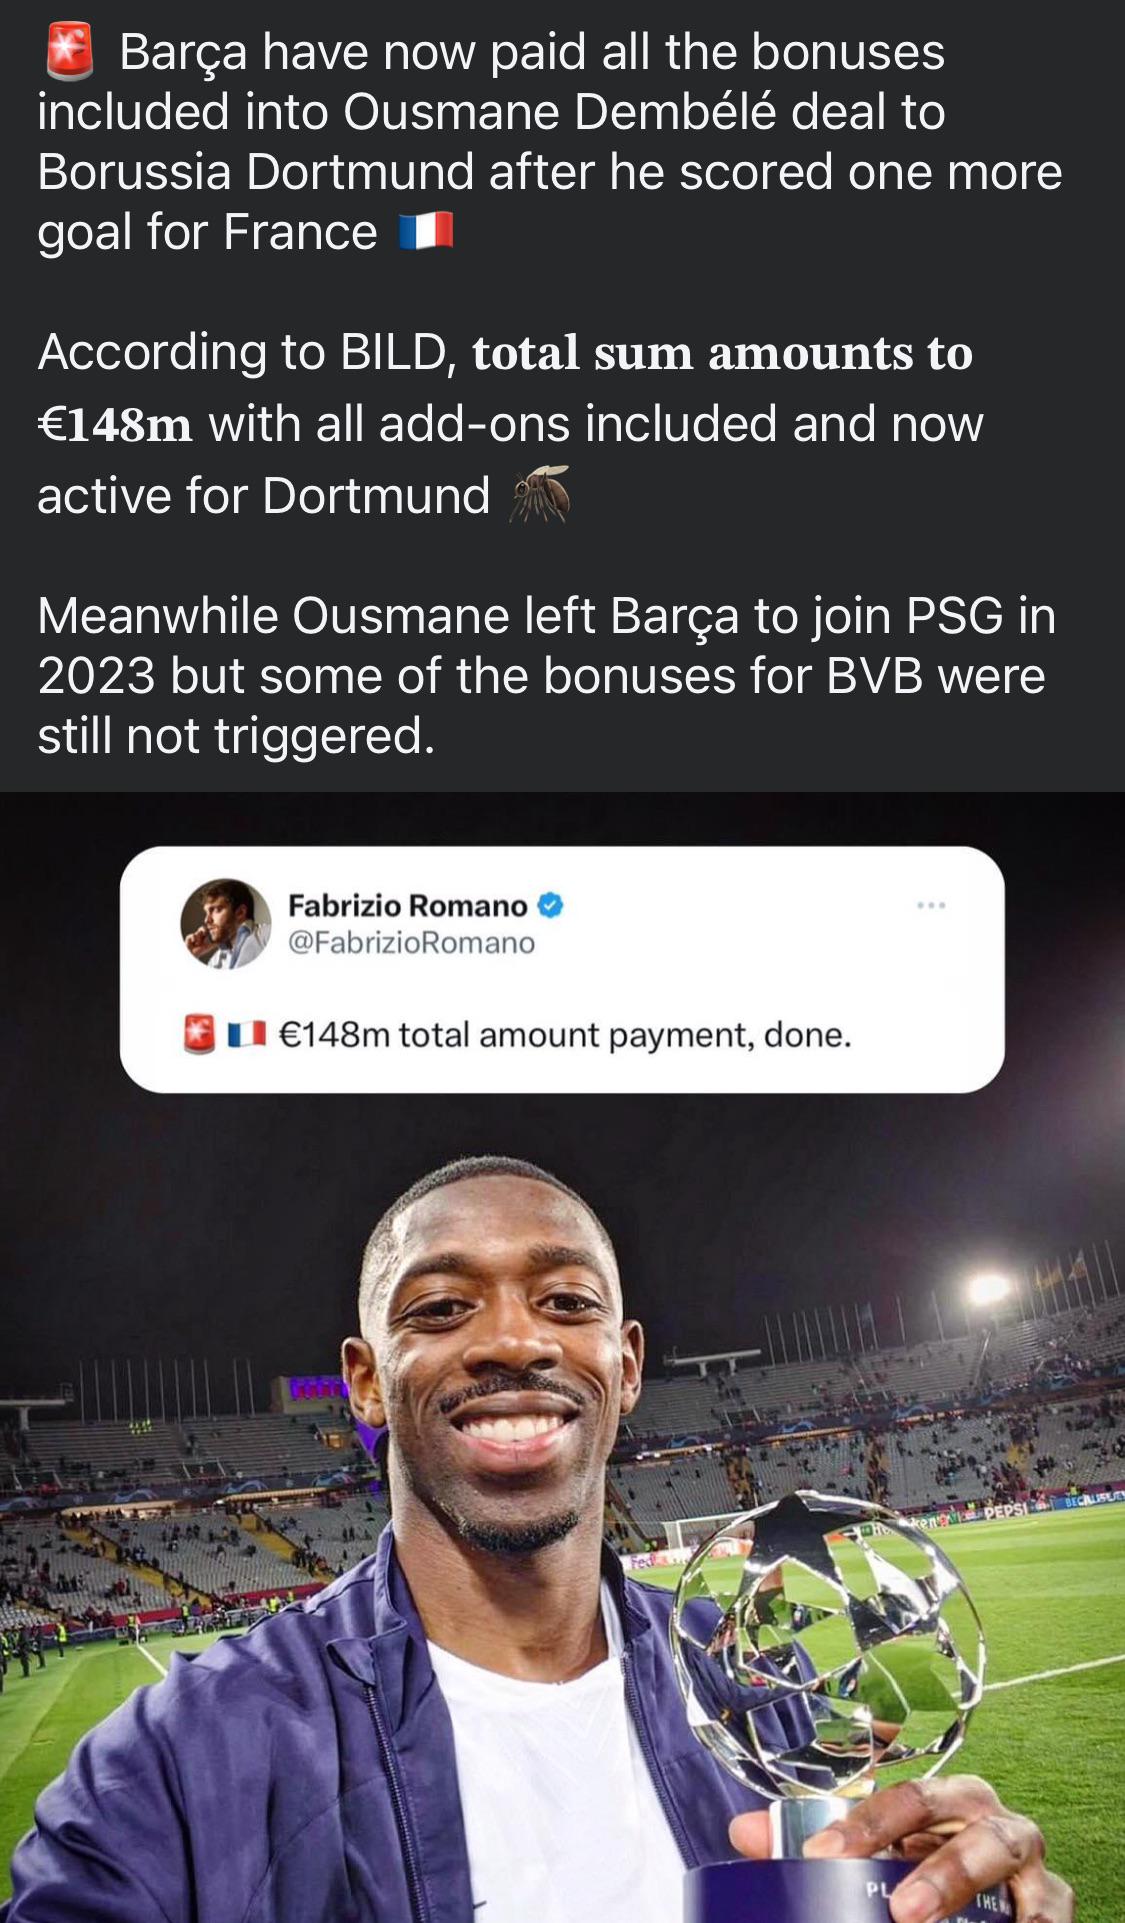 🚨 Barça have now paid all the bonuses
included into Ousmane Dembélé deal to
Borussia Dortmund after he scored one more
goal for France 🇫🇷
According to BILD, total sum amounts to
€148m with all add-ons included and now
active for Dortmund 🦟
Meanwhile Ousmane left Barça to join PSG in
2023 but some of the bonuses for BVB were
still not triggered.
Fabrizio Romano
@FabrizioRomano
🚨🇫🇷 €148m total amount payment, done.
PEPSI
FedEx
THE